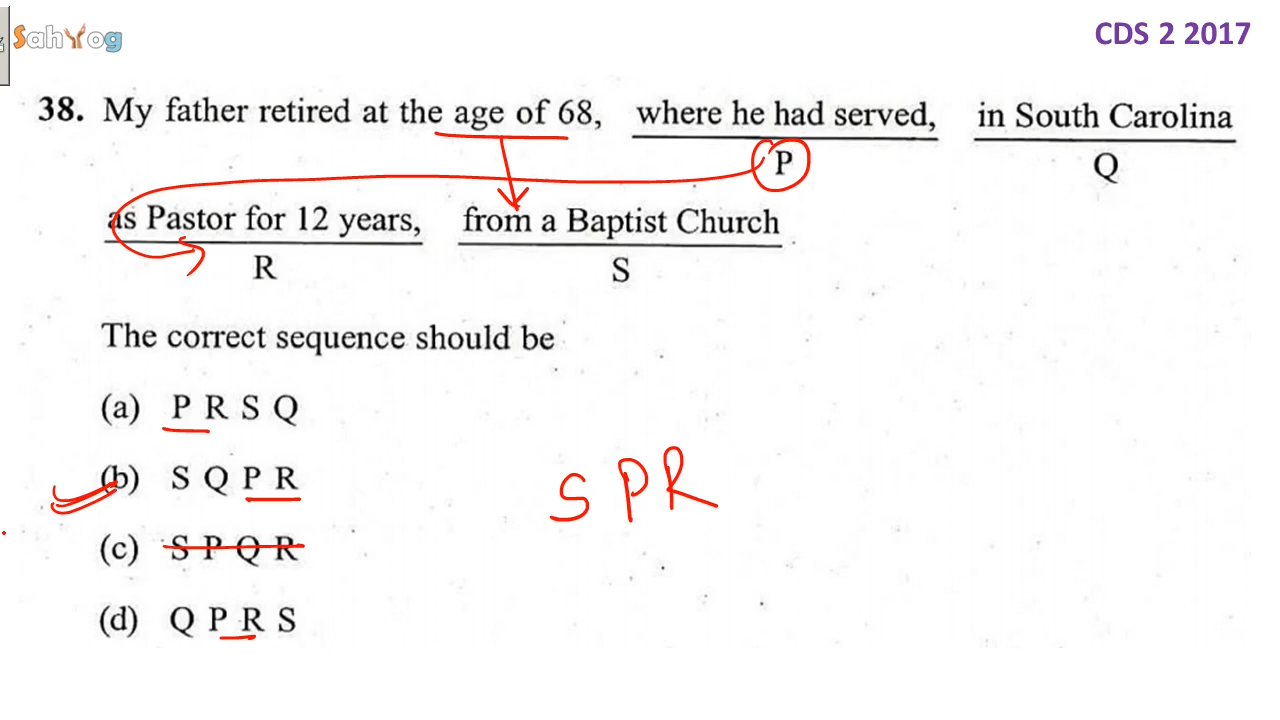 SahYog
CDS 2 2017
38. My father retired at the age of 68, where he had served, in South Carolina
P Q
as Pastor for 12 years, from a Baptist Church
R S
The correct sequence should be
(a) P R S Q
(b) S Q P R
S P R
(c) S P Q R
(d) Q P R S